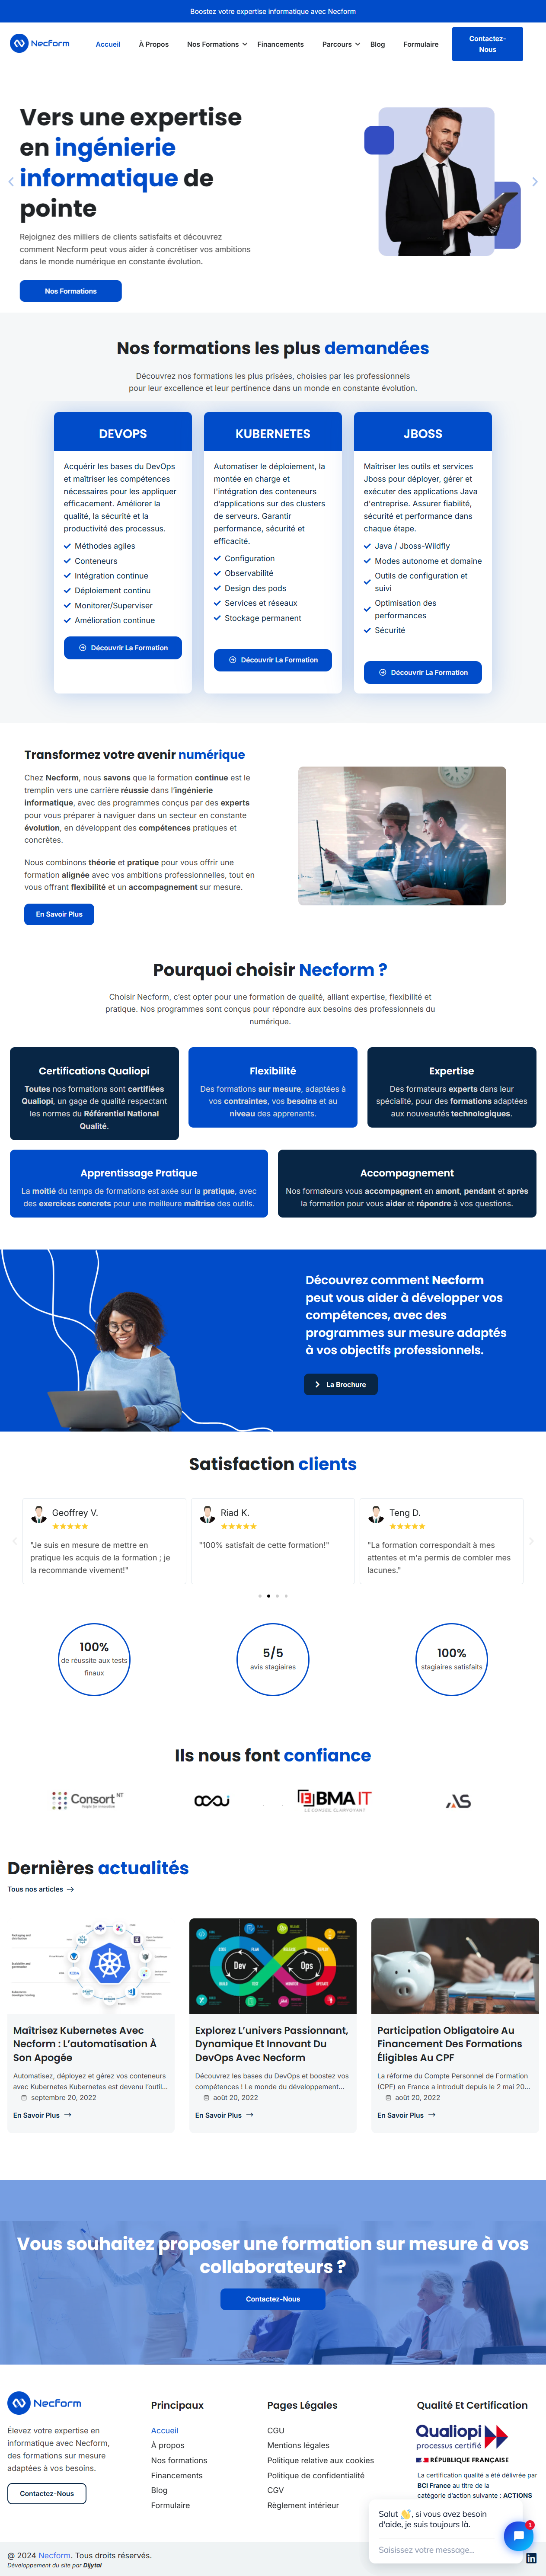 Boostez votre expertise informatique avec Necform
Necform
Accueil
À Propos
Nos Formations
Financements
Parcours
Blog
Formulaire
Contactez-
Nous
Vers une expertise
en ingénierie
informatique de
pointe
Rejoignez des milliers de clients satisfaits et découvrez
comment Necform peut vous aider à concrétiser vos ambitions
dans le monde numérique en constante évolution.
Nos Formations
Nos formations les plus demandées
Découvrez nos formations les plus prisées, choisies par les professionnels
pour leur excellence et leur pertinence dans un monde en constante évolution.
DEVOPS
Acquérir les bases du DevOps
et maîtriser les compétences
nécessaires pour les appliquer
efficacement. Améliorer la
qualité, la sécurité et la
productivité des processus.
Méthodes agiles
Conteneurs
Intégration continue
Déploiement continu
Monitorer/Superviser
Amélioration continue
Découvrir La Formation
KUBERNETES
Automatiser le déploiement, la
montée en charge et
l'intégration des conteneurs
d'applications sur des clusters
de serveurs. Garantir
performance, sécurité et
efficacité.
Configuration
Observabilité
Design des pods
Services et réseaux
Stockage permanent
Découvrir La Formation
JBOSS
Maîtriser les outils et services
Jboss pour déployer, gérer et
exécuter des applications Java
d'entreprise. Assurer fiabilité,
sécurité et performance dans
chaque étape.
Java / Jboss-Wildfly
Modes autonome et domaine
Outils de configuration et
suivi
Optimisation des
performances
Sécurité
Découvrir La Formation
Transformez votre avenir numérique
Chez Necform, nous savons que la formation continue est le
tremplin vers une carrière réussie dans l'ingénierie
informatique, avec des programmes conçus par des experts
pour vous préparer à naviguer dans un secteur en constante
évolution, en développant des compétences pratiques et
concrètes.
Nous combinons théorie et pratique pour vous offrir une
formation alignée avec vos ambitions professionnelles, tout en
vous offrant flexibilité et un accompagnement sur mesure.
En Savoir Plus
Pourquoi choisir Necform ?
Choisir Necform, c'est opter pour une formation de qualité, alliant expertise, flexibilité et
pratique. Nos programmes sont conçus pour répondre aux besoins des professionnels du
numérique.
Certifications Qualiopi
Toutes nos formations sont certifiées
Qualiopi, un gage de qualité respectant
les normes du Référentiel National
Qualité.
Flexibilité
Des formations sur mesure, adaptées à
vos contraintes, vos besoins et au
niveau des apprenants.
Expertise
Des formateurs experts dans leur
spécialité, pour des formations adaptées
aux nouveautés technologiques.
Apprentissage Pratique
La moitié du temps de formations est axée sur la pratique, avec
des exercices concrets pour une meilleure maîtrise des outils.
Accompagnement
Nos formateurs vous accompagnent en amont, pendant et après
la formation pour vous aider et répondre à vos questions.
Découvrez comment Necform
peut vous aider à développer vos
compétences, avec des
programmes sur mesure adaptés
à vos objectifs professionnels.
La Brochure
Satisfaction clients
Geoffrey V.
"Je suis en mesure de mettre en
pratique les acquis de la formation ; je
la recommande vivement!"
Riad K.
"100% satisfait de cette formation!"
Teng D.
"La formation correspondait à mes
attentes et m'a permis de combler mes
lacunes."
100%
de réussite aux tests
finaux
5/5
avis stagiaires
100%
stagiaires satisfaits
Ils nous font confiance
Consort NT
BMA IT
LE CONSEIL CLAIRVOYANT
AS
Dernières actualités
Tous nos articles
Dev
Ops
Maîtrisez Kubernetes Avec
Necform : L'automatisation À
Son Apogée
Automatisez, déployez et gérez vos conteneurs
avec Kubernetes Kubernetes est devenu l'outil...
septembre 20, 2022
En Savoir Plus
Explorez L'univers Passionnant,
Dynamique Et Innovant Du
DevOps Avec Necform
Découvrez les bases du DevOps et boostez vos
compétences ! Le monde du développement...
août 20, 2022
En Savoir Plus
Participation Obligatoire Au
Financement Des Formations
Éligibles Au CPF
La réforme du Compte Personnel de Formation
(CPF) en France a introduit depuis le 2 mai 20...
août 20, 2022
En Savoir Plus
Vous souhaitez proposer une formation sur mesure à vos
collaborateurs ?
Contactez-Nous
Necform
Élevez votre expertise en
informatique avec Necform,
des formations sur mesure
adaptées à vos besoins.
Contactez-Nous
Principaux
Accueil
À propos
Nos formations
Financements
Blog
Formulaire
Pages Légales
CGU
Mentions légales
Politique relative aux cookies
Politique de confidentialité
CGV
Règlement intérieur
Qualité Et Certification
Qualiopi
processus certifié
RÉPUBLIQUE FRANÇAISE
La certification qualité a été délivrée par
BCI France au titre de la
catégorie d'action suivante : ACTIONS
Salut 👋, si vous avez besoin
d'aide, je suis toujours là.
Saisissez votre message...
1
@ 2024 Necform. Tous droits réservés.
Développement du site par Dijytal